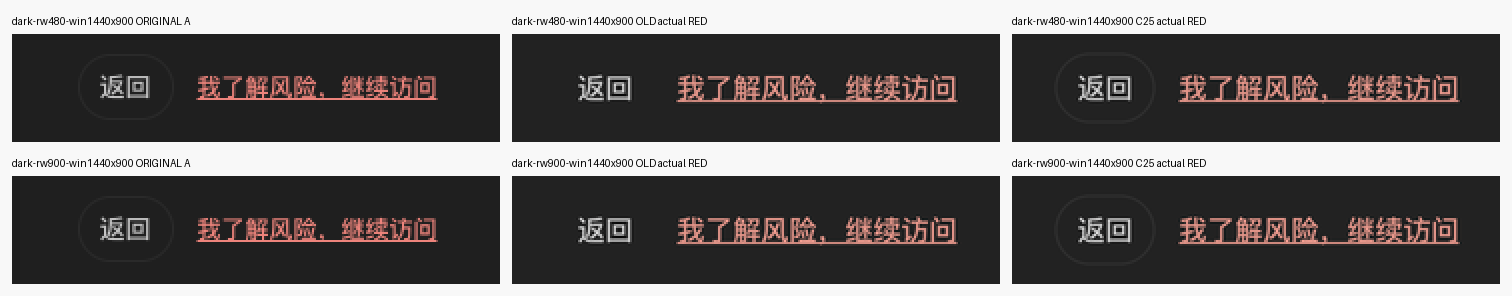 dark-rw480-win1440x900 ORIGINAL A
dark-rw480-win1440x900 OLD actual RED
dark-rw480-win1440x900 C25 actual RED
返回 我了解风险，继续访问
返回 我了解风险，继续访问
返回 我了解风险，继续访问
dark-rw900-win1440x900 ORIGINAL A
dark-rw900-win1440x900 OLD actual RED
dark-rw900-win1440x900 C25 actual RED
返回 我了解风险，继续访问
返回 我了解风险，继续访问
返回 我了解风险，继续访问